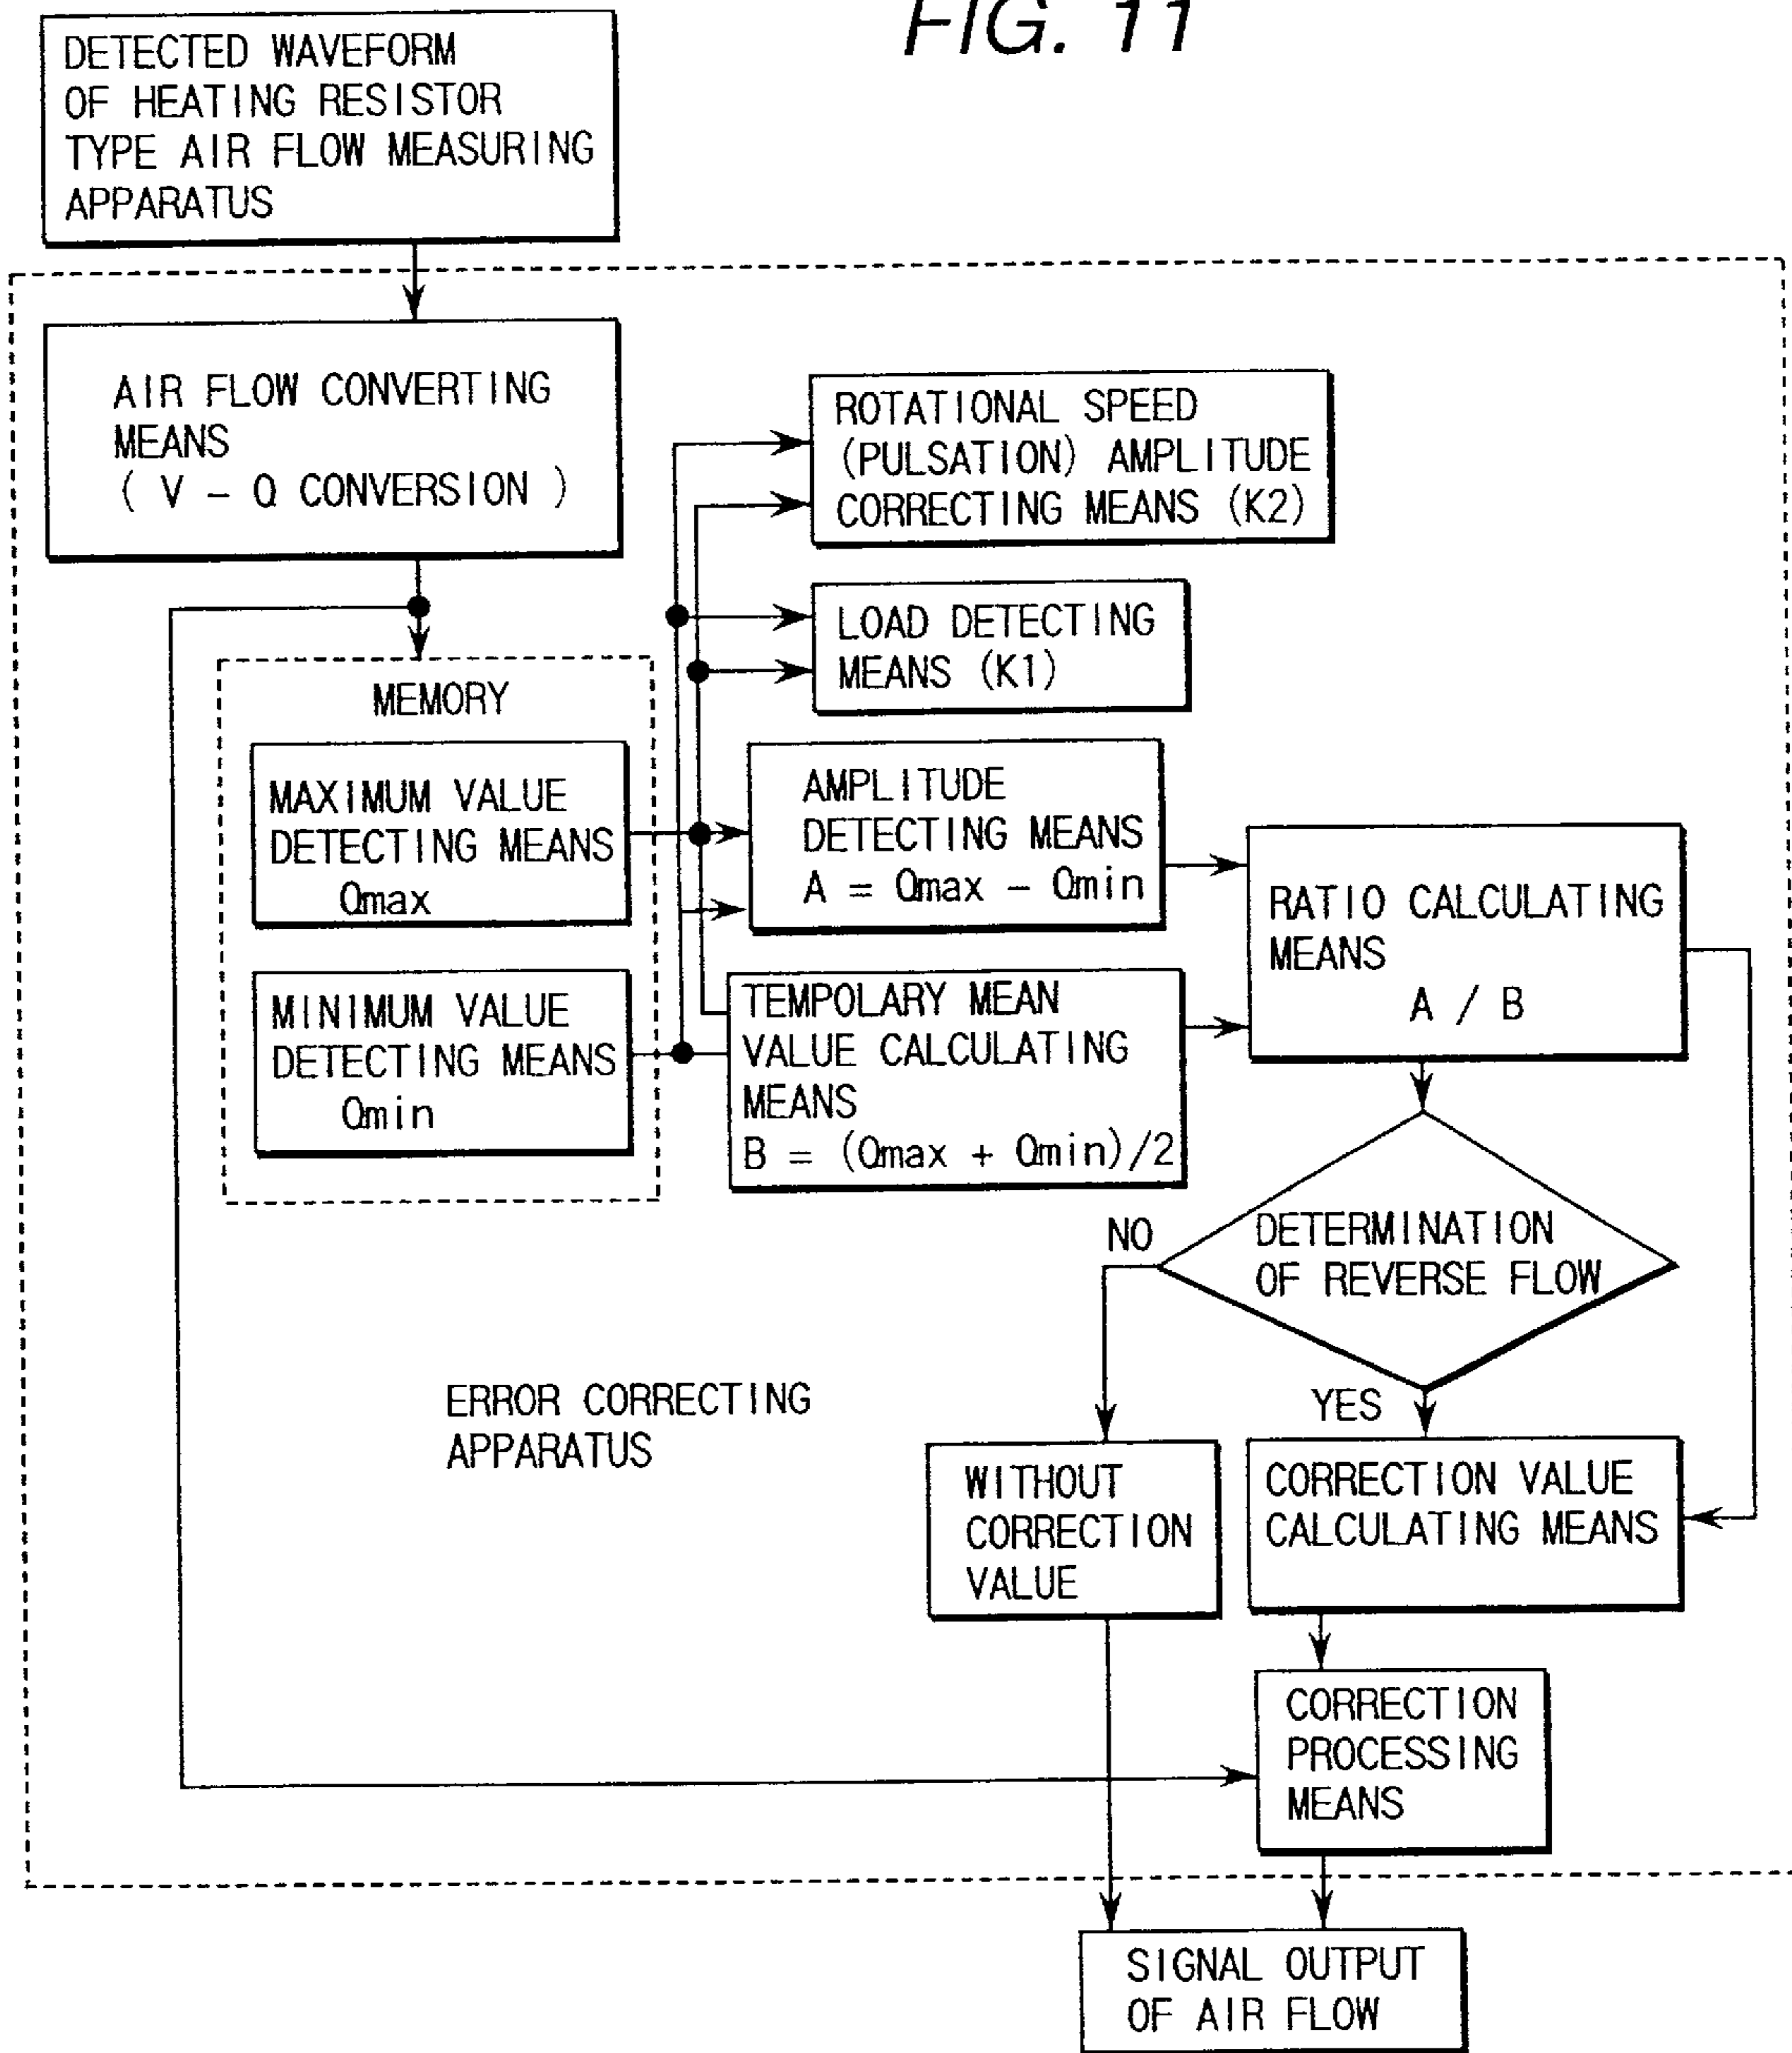 FIG. 11
DETECTED WAVEFORM
OF HEATING RESISTOR
TYPE AIR FLOW MEASURING
APPARATUS
AIR FLOW CONVERTING
MEANS
( V - Q CONVERSION )
ROTATIONAL SPEED
(PULSATION) AMPLITUDE
CORRECTING MEANS (K2)
LOAD DETECTING
MEANS (K1)
MEMORY
MAXIMUM VALUE
DETECTING MEANS
Qmax
AMPLITUDE
DETECTING MEANS
A = Qmax - Qmin
RATIO CALCULATING
MEANS
A / B
MINIMUM VALUE
DETECTING MEANS
Qmin
TEMPOLARY MEAN
VALUE CALCULATING
MEANS
B = (Qmax + Qmin)/2
DETERMINATION
OF REVERSE FLOW
NO
YES
ERROR CORRECTING
APPARATUS
WITHOUT
CORRECTION
VALUE
CORRECTION VALUE
CALCULATING MEANS
CORRECTION
PROCESSING
MEANS
SIGNAL OUTPUT
OF AIR FLOW